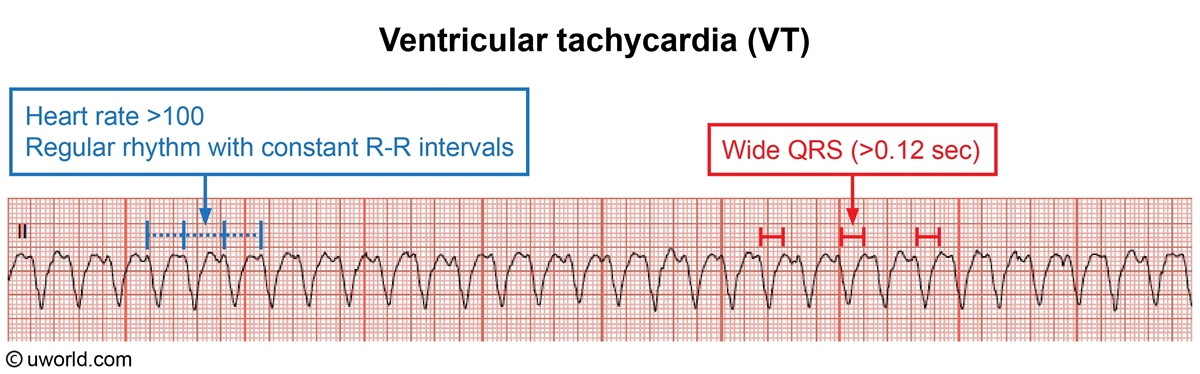 Ventricular tachycardia (VT)
Heart rate >100
Regular rhythm with constant R-R intervals
Wide QRS (>0.12 sec)
II
© uworld.com